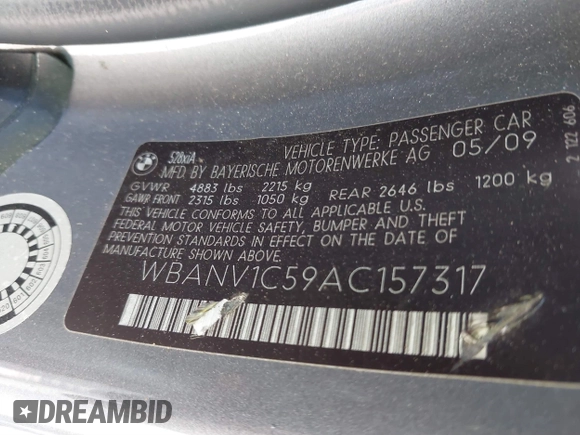 528xiA
VEHICLE TYPE: PASSENGER CAR
MFD. BY BAYERISCHE MOTORENWERKE AG 05/09
GVWR 4883 lbs 2215 kg
GAWR FRONT 2315 lbs 1050 kg REAR 2646 lbs 1200 kg
THIS VEHICLE CONFORMS TO ALL APPLICABLE U.S.
FEDERAL MOTOR VEHICLE SAFETY, BUMPER AND THEFT
PREVENTION STANDARDS IN EFFECT ON THE DATE OF
MANUFACTURE SHOWN ABOVE.
WBANV1C59AC157317
2 122 606
DREAMBID